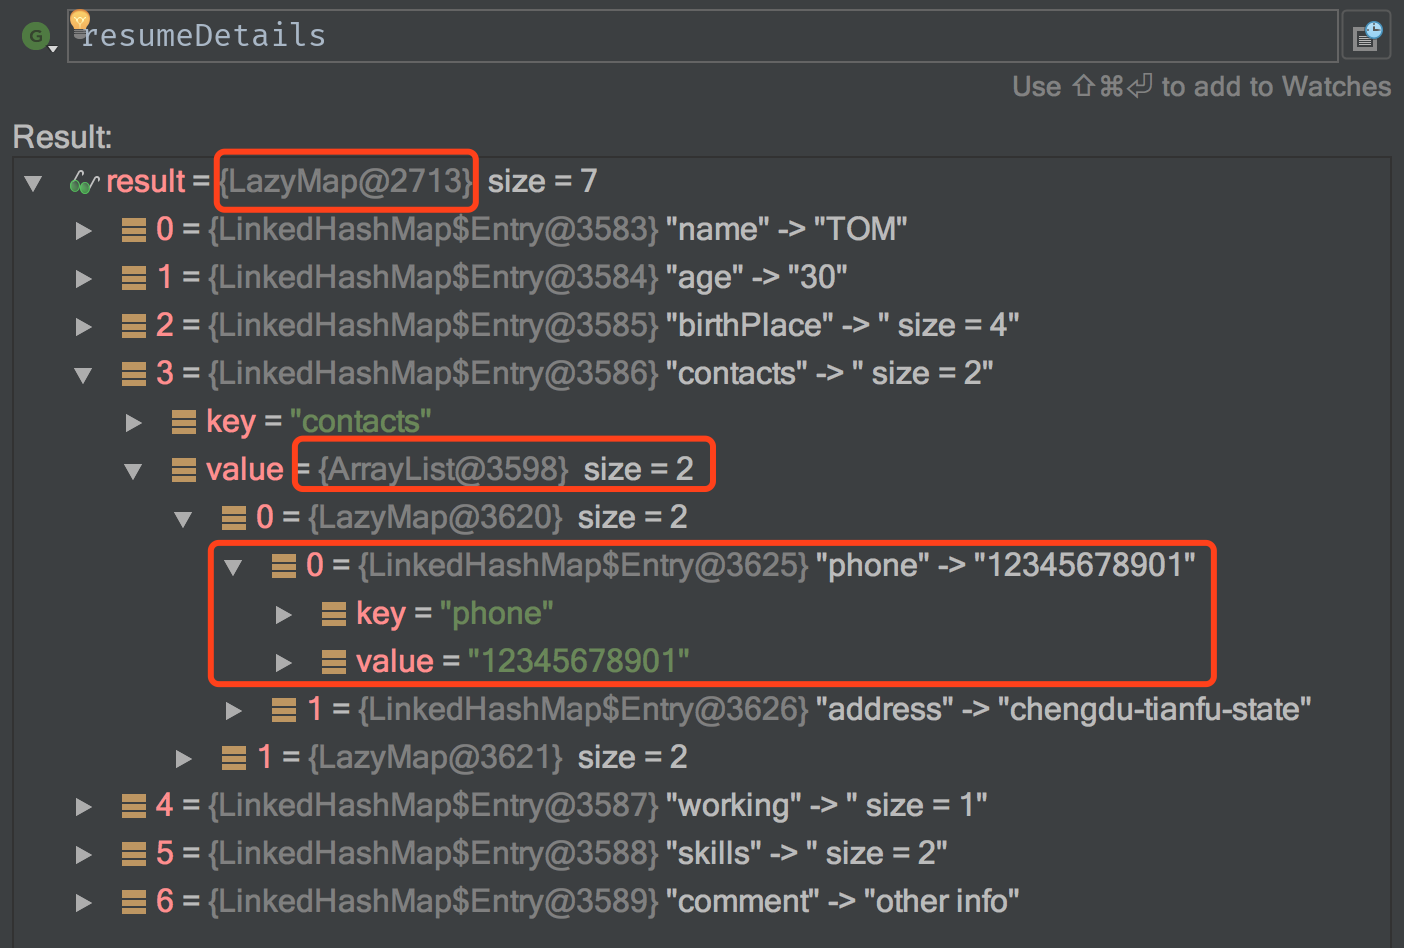 G resumeDetails
Use ⇧⌘⏎ to add to Watches
Result:
result = {LazyMap@2713} size = 7
0 = {LinkedHashMap$Entry@3583} "name" -> "TOM"
1 = {LinkedHashMap$Entry@3584} "age" -> "30"
2 = {LinkedHashMap$Entry@3585} "birthPlace" -> " size = 4"
3 = {LinkedHashMap$Entry@3586} "contacts" -> " size = 2"
key = "contacts"
value = {ArrayList@3598} size = 2
0 = {LazyMap@3620} size = 2
0 = {LinkedHashMap$Entry@3625} "phone" -> "12345678901"
key = "phone"
value = "12345678901"
1 = {LinkedHashMap$Entry@3626} "address" -> "chengdu-tianfu-state"
1 = {LazyMap@3621} size = 2
4 = {LinkedHashMap$Entry@3587} "working" -> " size = 1"
5 = {LinkedHashMap$Entry@3588} "skills" -> " size = 2"
6 = {LinkedHashMap$Entry@3589} "comment" -> "other info"